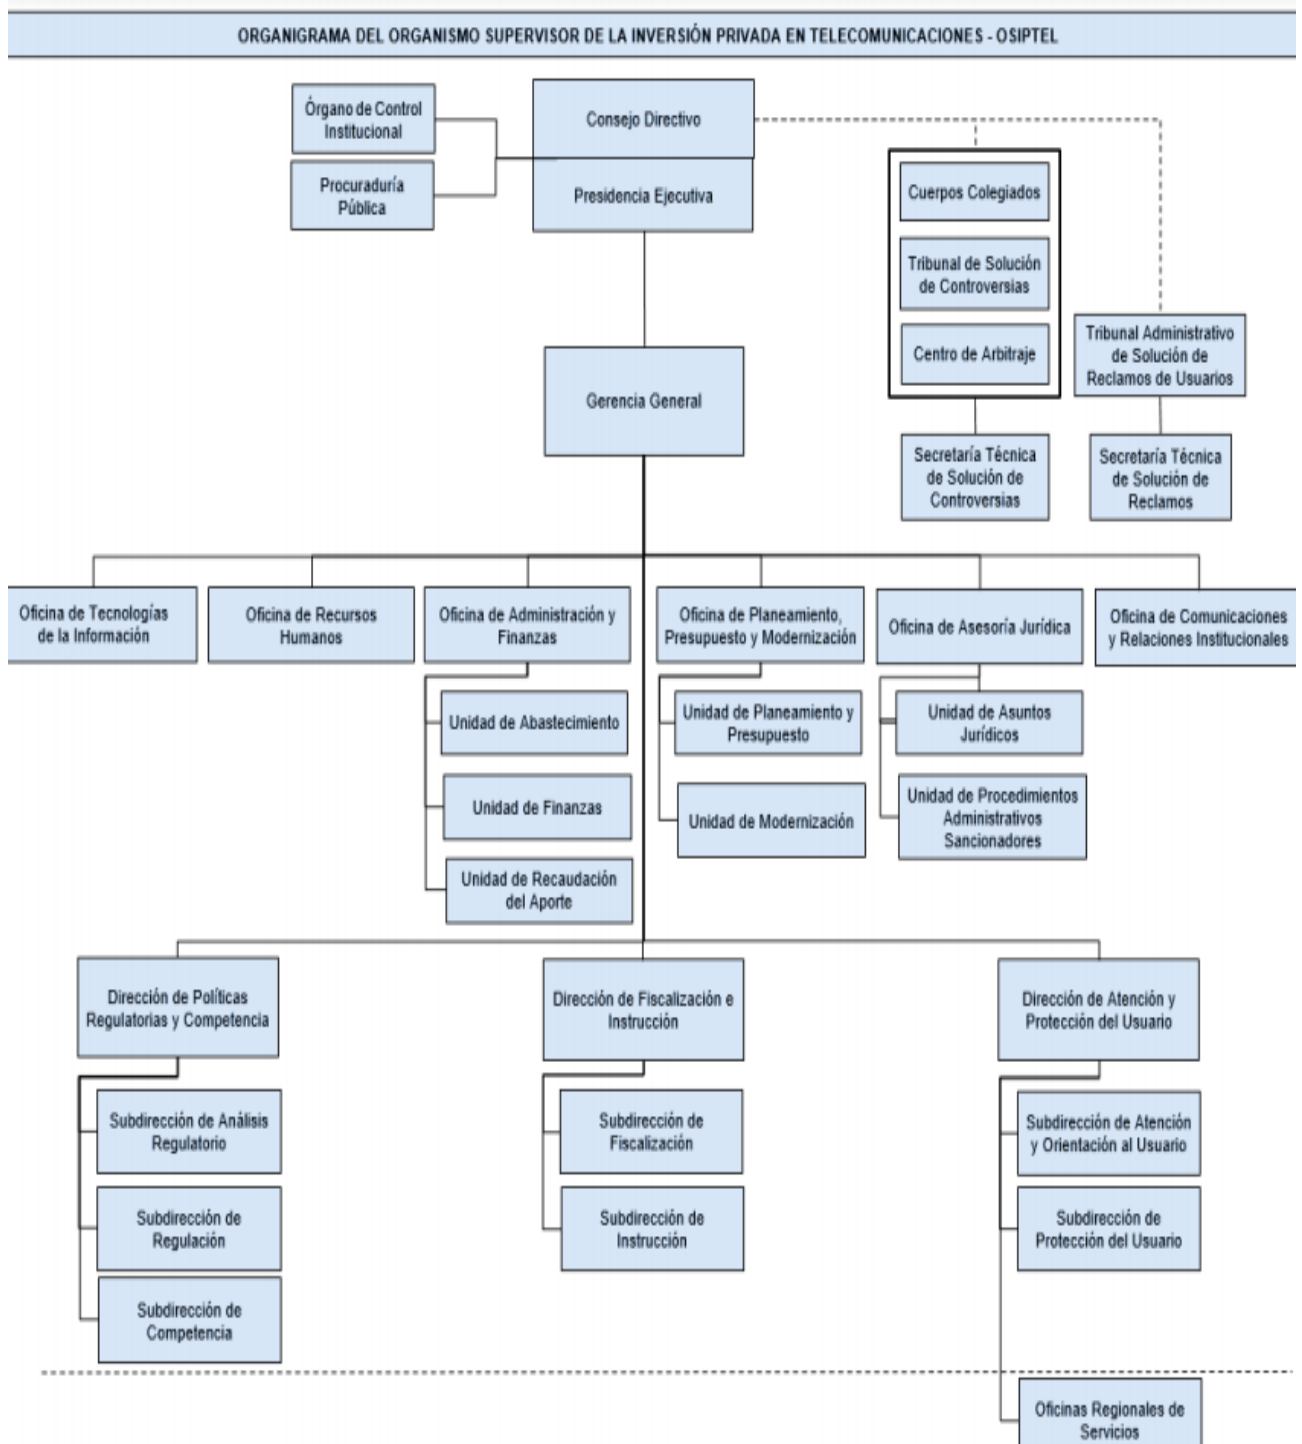 ORGANIGRAMA DEL ORGANISMO SUPERVISOR DE LA INVERSIÓN PRIVADA EN TELECOMUNICACIONES - OSIPTEL
Órgano de Control
Institucional
Procuraduría
Pública
Consejo Directivo
Presidencia Ejecutiva
Cuerpos Colegiados
Tribunal de Solución
de Controversias
Centro de Arbitraje
Tribunal Administrativo
de Solución de
Reclamos de Usuarios
Gerencia General
Secretaría Técnica
de Solución de
Controversias
Secretaría Técnica
de Solución de
Reclamos
Oficina de Tecnologías
de la Información
Oficina de Recursos
Humanos
Oficina de Administración y
Finanzas
Oficina de Planeamiento,
Presupuesto y Modernización
Oficina de Asesoría Jurídica
Oficina de Comunicaciones
y Relaciones Institucionales
Unidad de Abastecimiento
Unidad de Finanzas
Unidad de Recaudación
del Aporte
Unidad de Planeamiento y
Presupuesto
Unidad de Modernización
Unidad de Asuntos
Jurídicos
Unidad de Procedimientos
Administrativos
Sancionadores
Dirección de Políticas
Regulatorias y Competencia
Subdirección de Análisis
Regulatorio
Subdirección de
Regulación
Subdirección de
Competencia
Dirección de Fiscalización e
Instrucción
Subdirección de
Fiscalización
Subdirección de
Instrucción
Dirección de Atención y
Protección del Usuario
Subdirección de Atención
y Orientación al Usuario
Subdirección de
Protección del Usuario
Oficinas Regionales de
Servicios